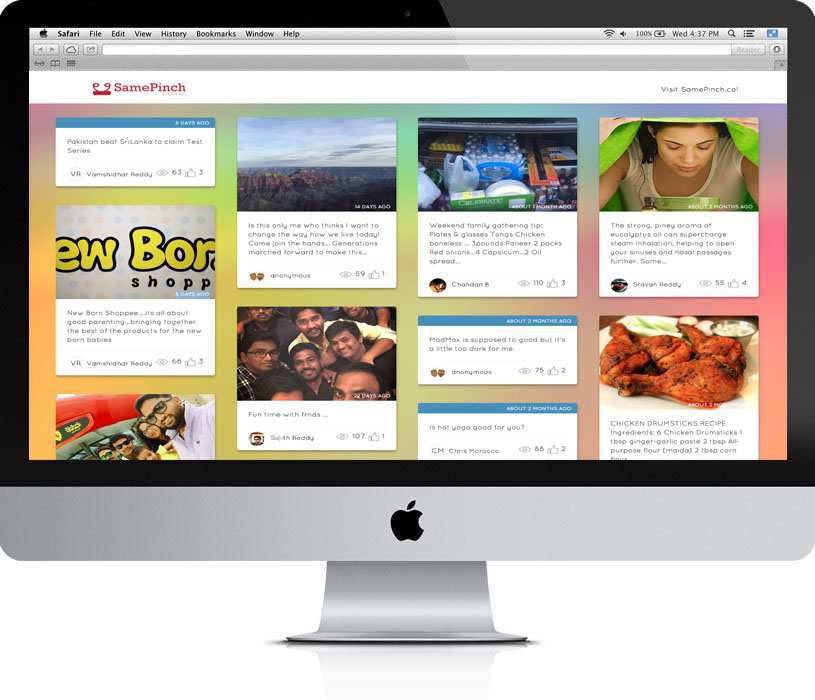 Safari File Edit View History Bookmarks Window Help
100% Wed 4:37 PM
Reader
SamePinch
Visit SamePinch.co!
5 DAYS AGO
Pakistan beat SriLanka to claim Test
Series
VR Vamshidhar Reddy 63 3
ew Born
shopp
5 DAYS AGO
New Born Shoppee...its all about
good parenting...bringing together
the best of the products for the new
born babies
VR Vamshidhar Reddy 68 3
14 DAYS AGO
Is this only me who thinks I want to
change the way how we live today!
Come join the hands... Generations
marched forward to make this...
anonymous 59 1
22 DAYS AGO
Fun time with frnds ...
Sujith Reddy 107 1
ABOUT 1 MONTH AGO
Weekend family gathering tip:
Plates & glasses Tongs Chicken
boneless ... 3pounds Paneer 2 packs
Red onions...4 Capsicum...2 Oil
spread...
Chandan B 110 3
ABOUT 2 MONTHS AGO
MadMax is supposed to good but it's
a little too dark for me.
anonymous 75 2
ABOUT 2 MONTHS AGO
Is hot yoga good for you?
CM Chris Morocco 88 2
ABOUT 2 MONTHS AGO
The strong, piney aroma of
eucalyptus oil can supercharge
steam inhalation, helping to open
your sinuses and nasal passages
further. Some...
Sravan Reddy 55 4
ABOUT 2 MONTHS AGO
CHICKEN DRUMSTICKS RECIPE
Ingredients: 6 Chicken Drumsticks 1
tbsp ginger-garlic paste 2 tbsp All-
purpose flour (maida) 2 tbsp corn
flour